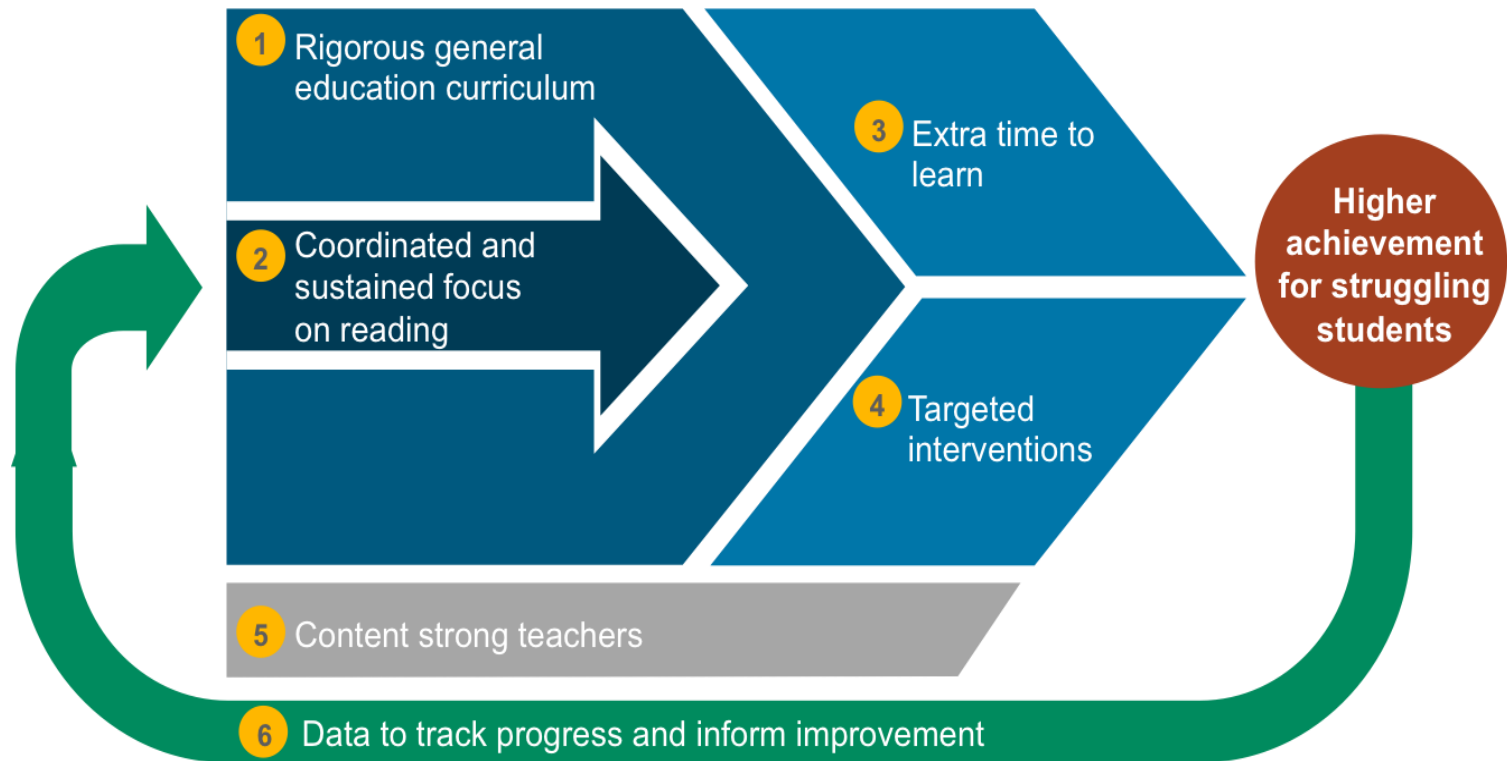 1
Rigorous general
education curriculum
2
Coordinated and
sustained focus
on reading
3
Extra time to
learn
4
Targeted
interventions
Higher
achievement
for struggling
students
5
Content strong teachers
6
Data to track progress and inform improvement